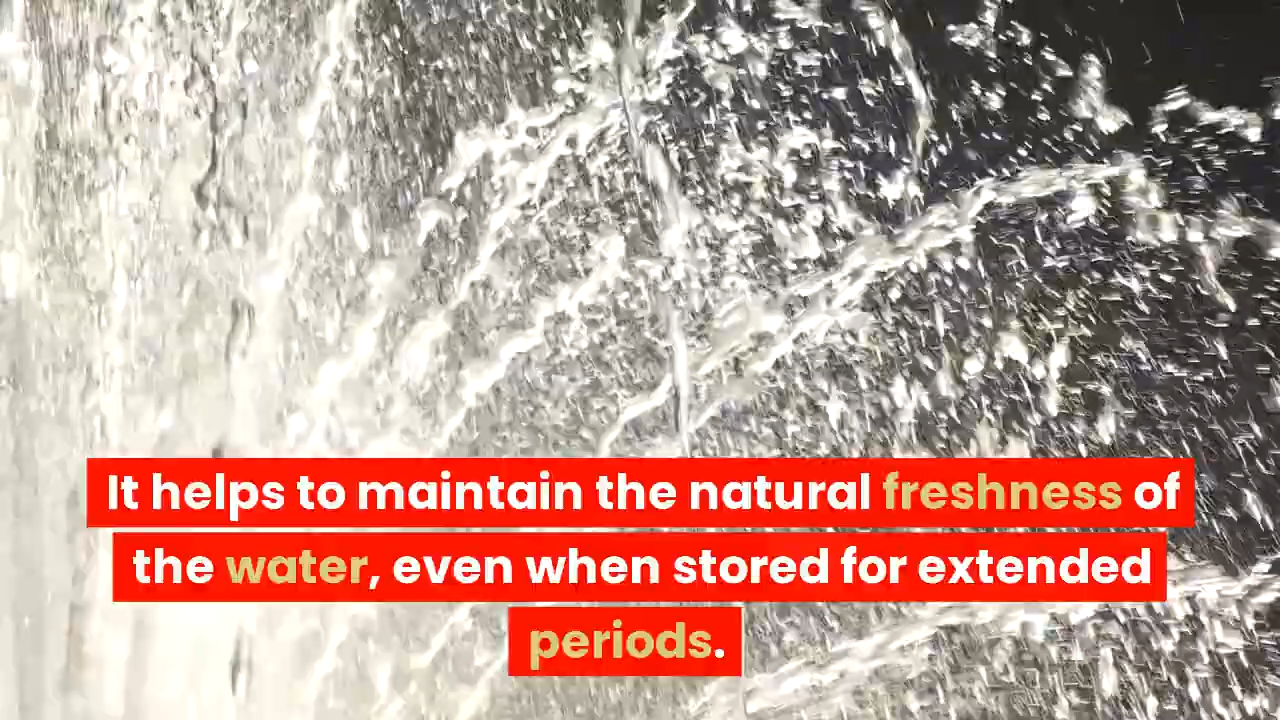 It helps to maintain the natural freshness of
the water, even when stored for extended
periods.